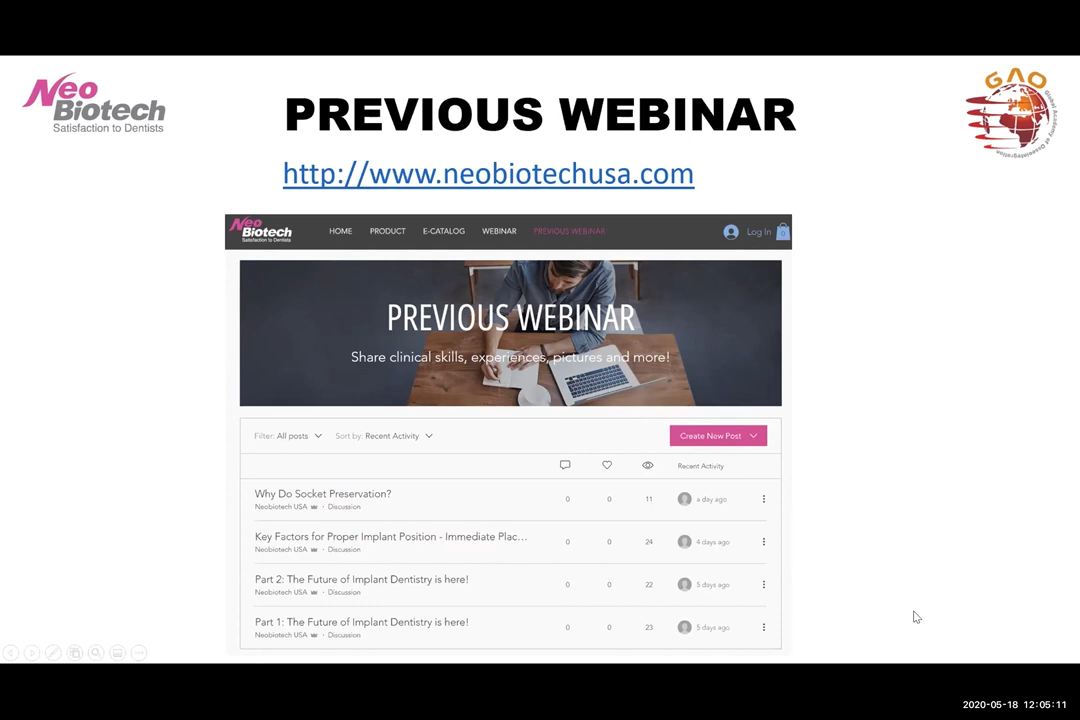 Neo
Biotech
Satisfaction to Dentists
GAO
Global Academy of Osseointegration
PREVIOUS WEBINAR
http://www.neobiotechusa.com
Neo
Biotech
Satisfaction to Dentists
HOME PRODUCT E-CATALOG WEBINAR PREVIOUS WEBINAR Log In 0
PREVIOUS WEBINAR
Share clinical skills, experiences, pictures and more!
Filter: All posts Sort by: Recent Activity Create New Post
Recent Activity
Why Do Socket Preservation? 0 0 11 a day ago
Neobiotech USA · Discussion
Key Factors for Proper Implant Position - Immediate Plac... 0 0 24 4 days ago
Neobiotech USA · Discussion
Part 2: The Future of Implant Dentistry is here! 0 0 22 5 days ago
Neobiotech USA · Discussion
Part 1: The Future of Implant Dentistry is here! 0 0 23 5 days ago
Neobiotech USA · Discussion
2020-05-18 12:05:11